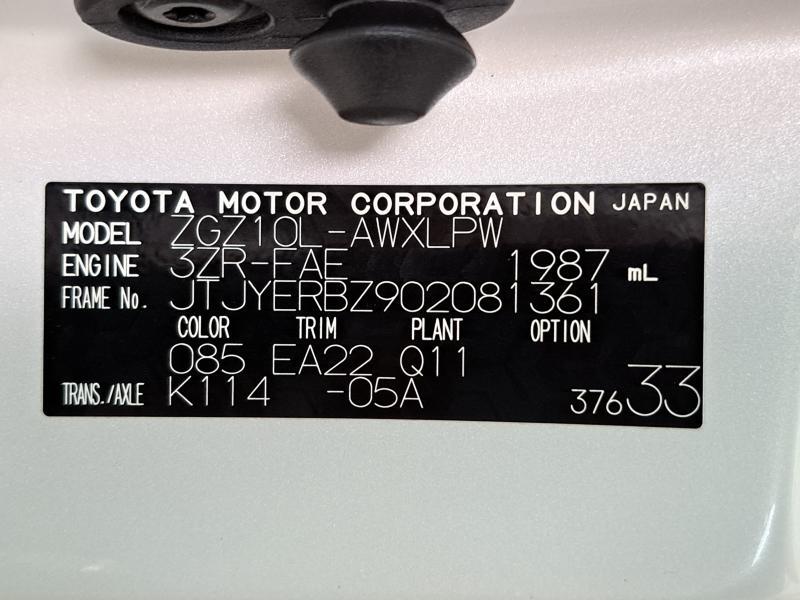 TOYOTA MOTOR CORPORATION JAPAN
MODEL ZGZ10L-AWXLPW
ENGINE 3ZR-FAE 1987 mL
FRAME No. JTJYERBZ902081361
COLOR TRIM PLANT OPTION
085 EA22 Q11
TRANS./AXLE K114 -05A 37633